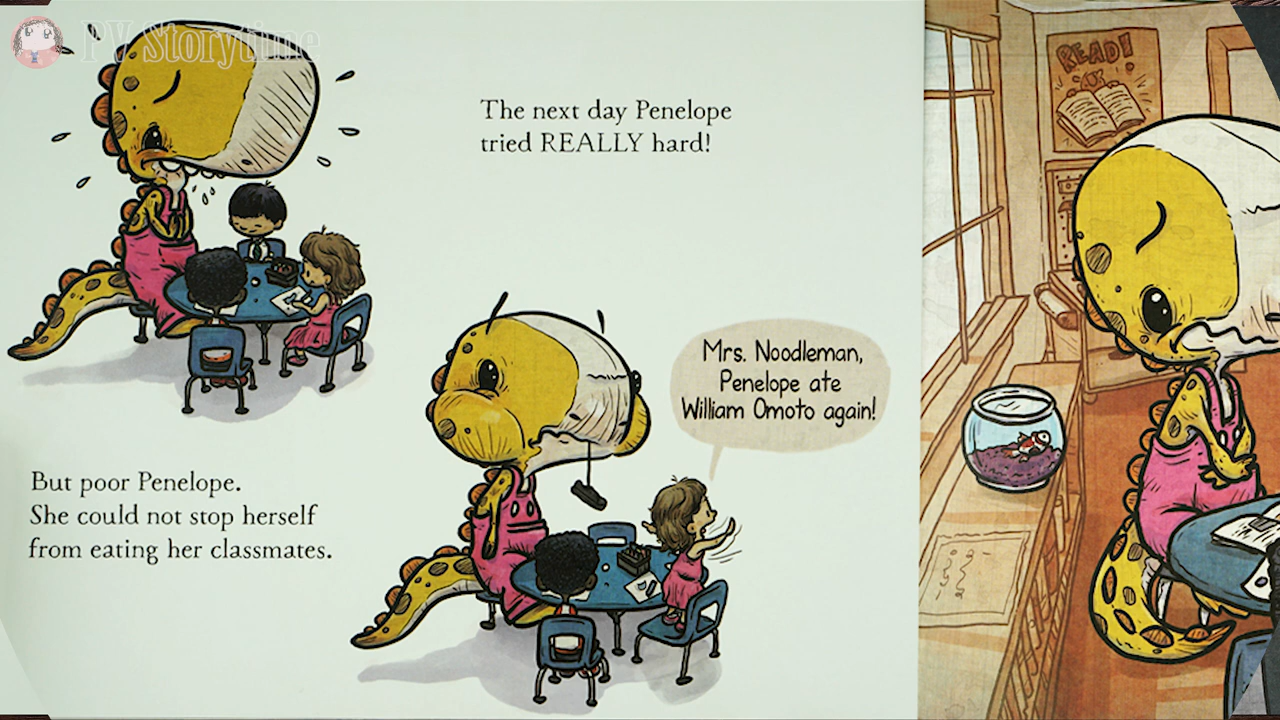 PV Storytime
The next day Penelope
tried REALLY hard!
Mrs. Noodleman,
Penelope ate
William Omoto again!
But poor Penelope.
She could not stop herself
from eating her classmates.
READ!